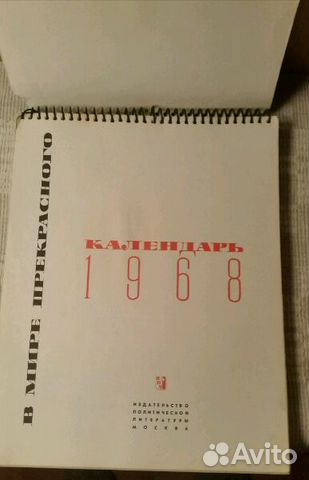 В МИРЕ ПРЕКРАСНОГО
КАЛЕНДАРЬ
1968
ИЗДАТЕЛЬСТВО
ПОЛИТИЧЕСКОЙ
ЛИТЕРАТУРЫ
МОСКВА
Avito